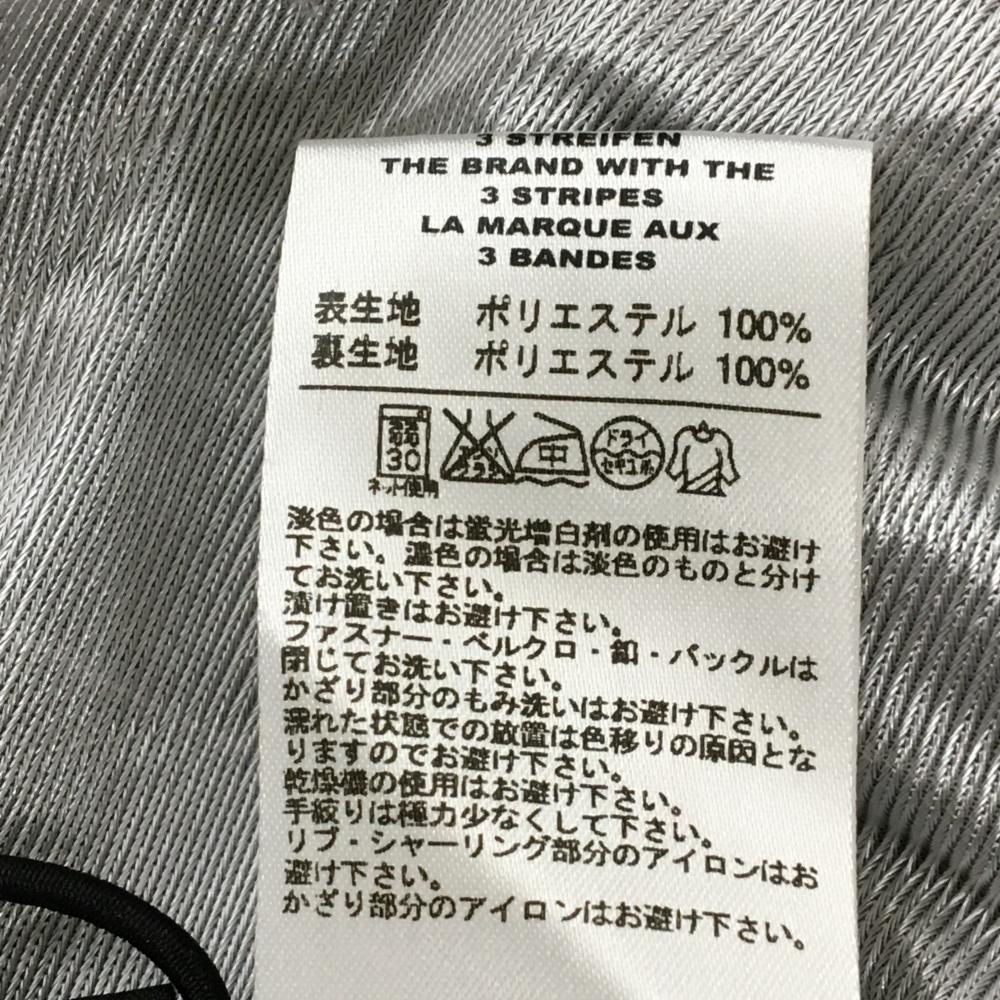 3 STREIFEN
THE BRAND WITH THE
3 STRIPES
LA MARQUE AUX
3 BANDES
表生地 ポリエステル 100%
裏生地 ポリエステル 100%
弱 30 エンソ サラシ 中 ドライ セキユ系
ネット使用
淡色の場合は蛍光増白剤の使用はお避け
下さい。濃色の場合は淡色のものと分け
てお洗い下さい。
漬け置きはお避け下さい。
ファスナー・ベルクロ・釦・バックルは
閉じてお洗い下さい。
かざり部分のもみ洗いはお避け下さい。
濡れた状態での放置は色移りの原因とな
りますのでお避け下さい。
乾燥機の使用はお避け下さい。
手絞りは極力少なくして下さい。
リブ・シャーリング部分のアイロンはお
避け下さい。
かざり部分のアイロンはお避け下さい。